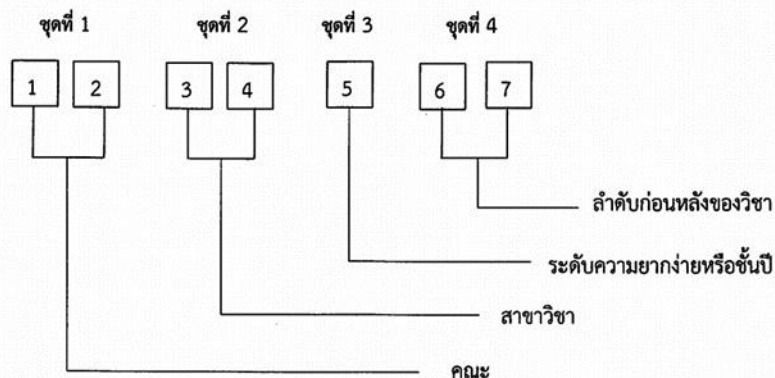 ชุดที่ 1 ชุดที่ 2 ชุดที่ 3 ชุดที่ 4
1 2 3 4 5 6 7
ลำดับก่อนหลังของวิชา
ระดับความยากง่ายหรือชั้นปี
สาขาวิชา
คณะ